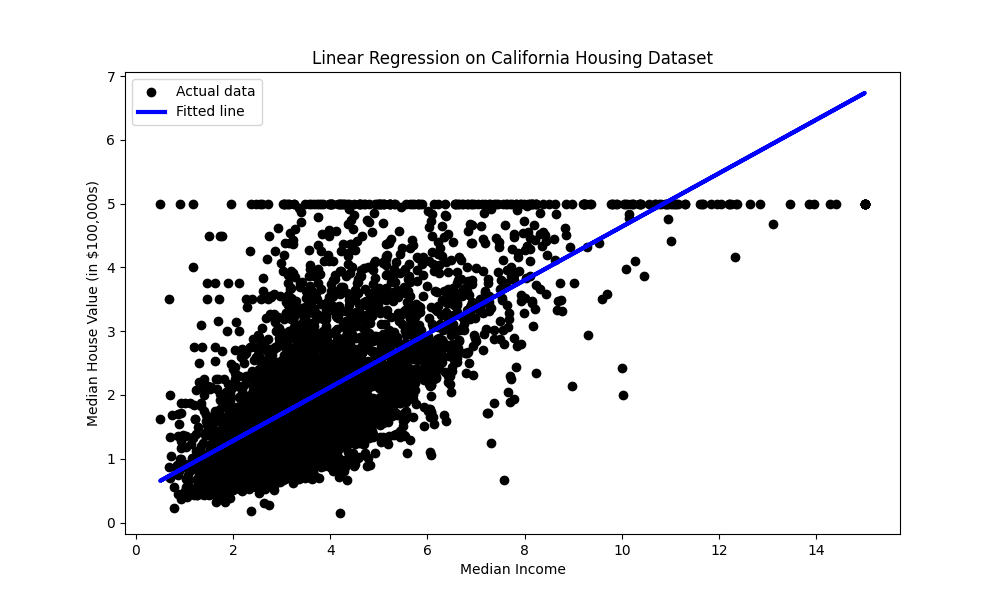 Linear Regression on California Housing Dataset
Actual data
Fitted line
Median House Value (in $100,000s)
7
6
5
4
3
2
1
0
0 2 4 6 8 10 12 14
Median Income